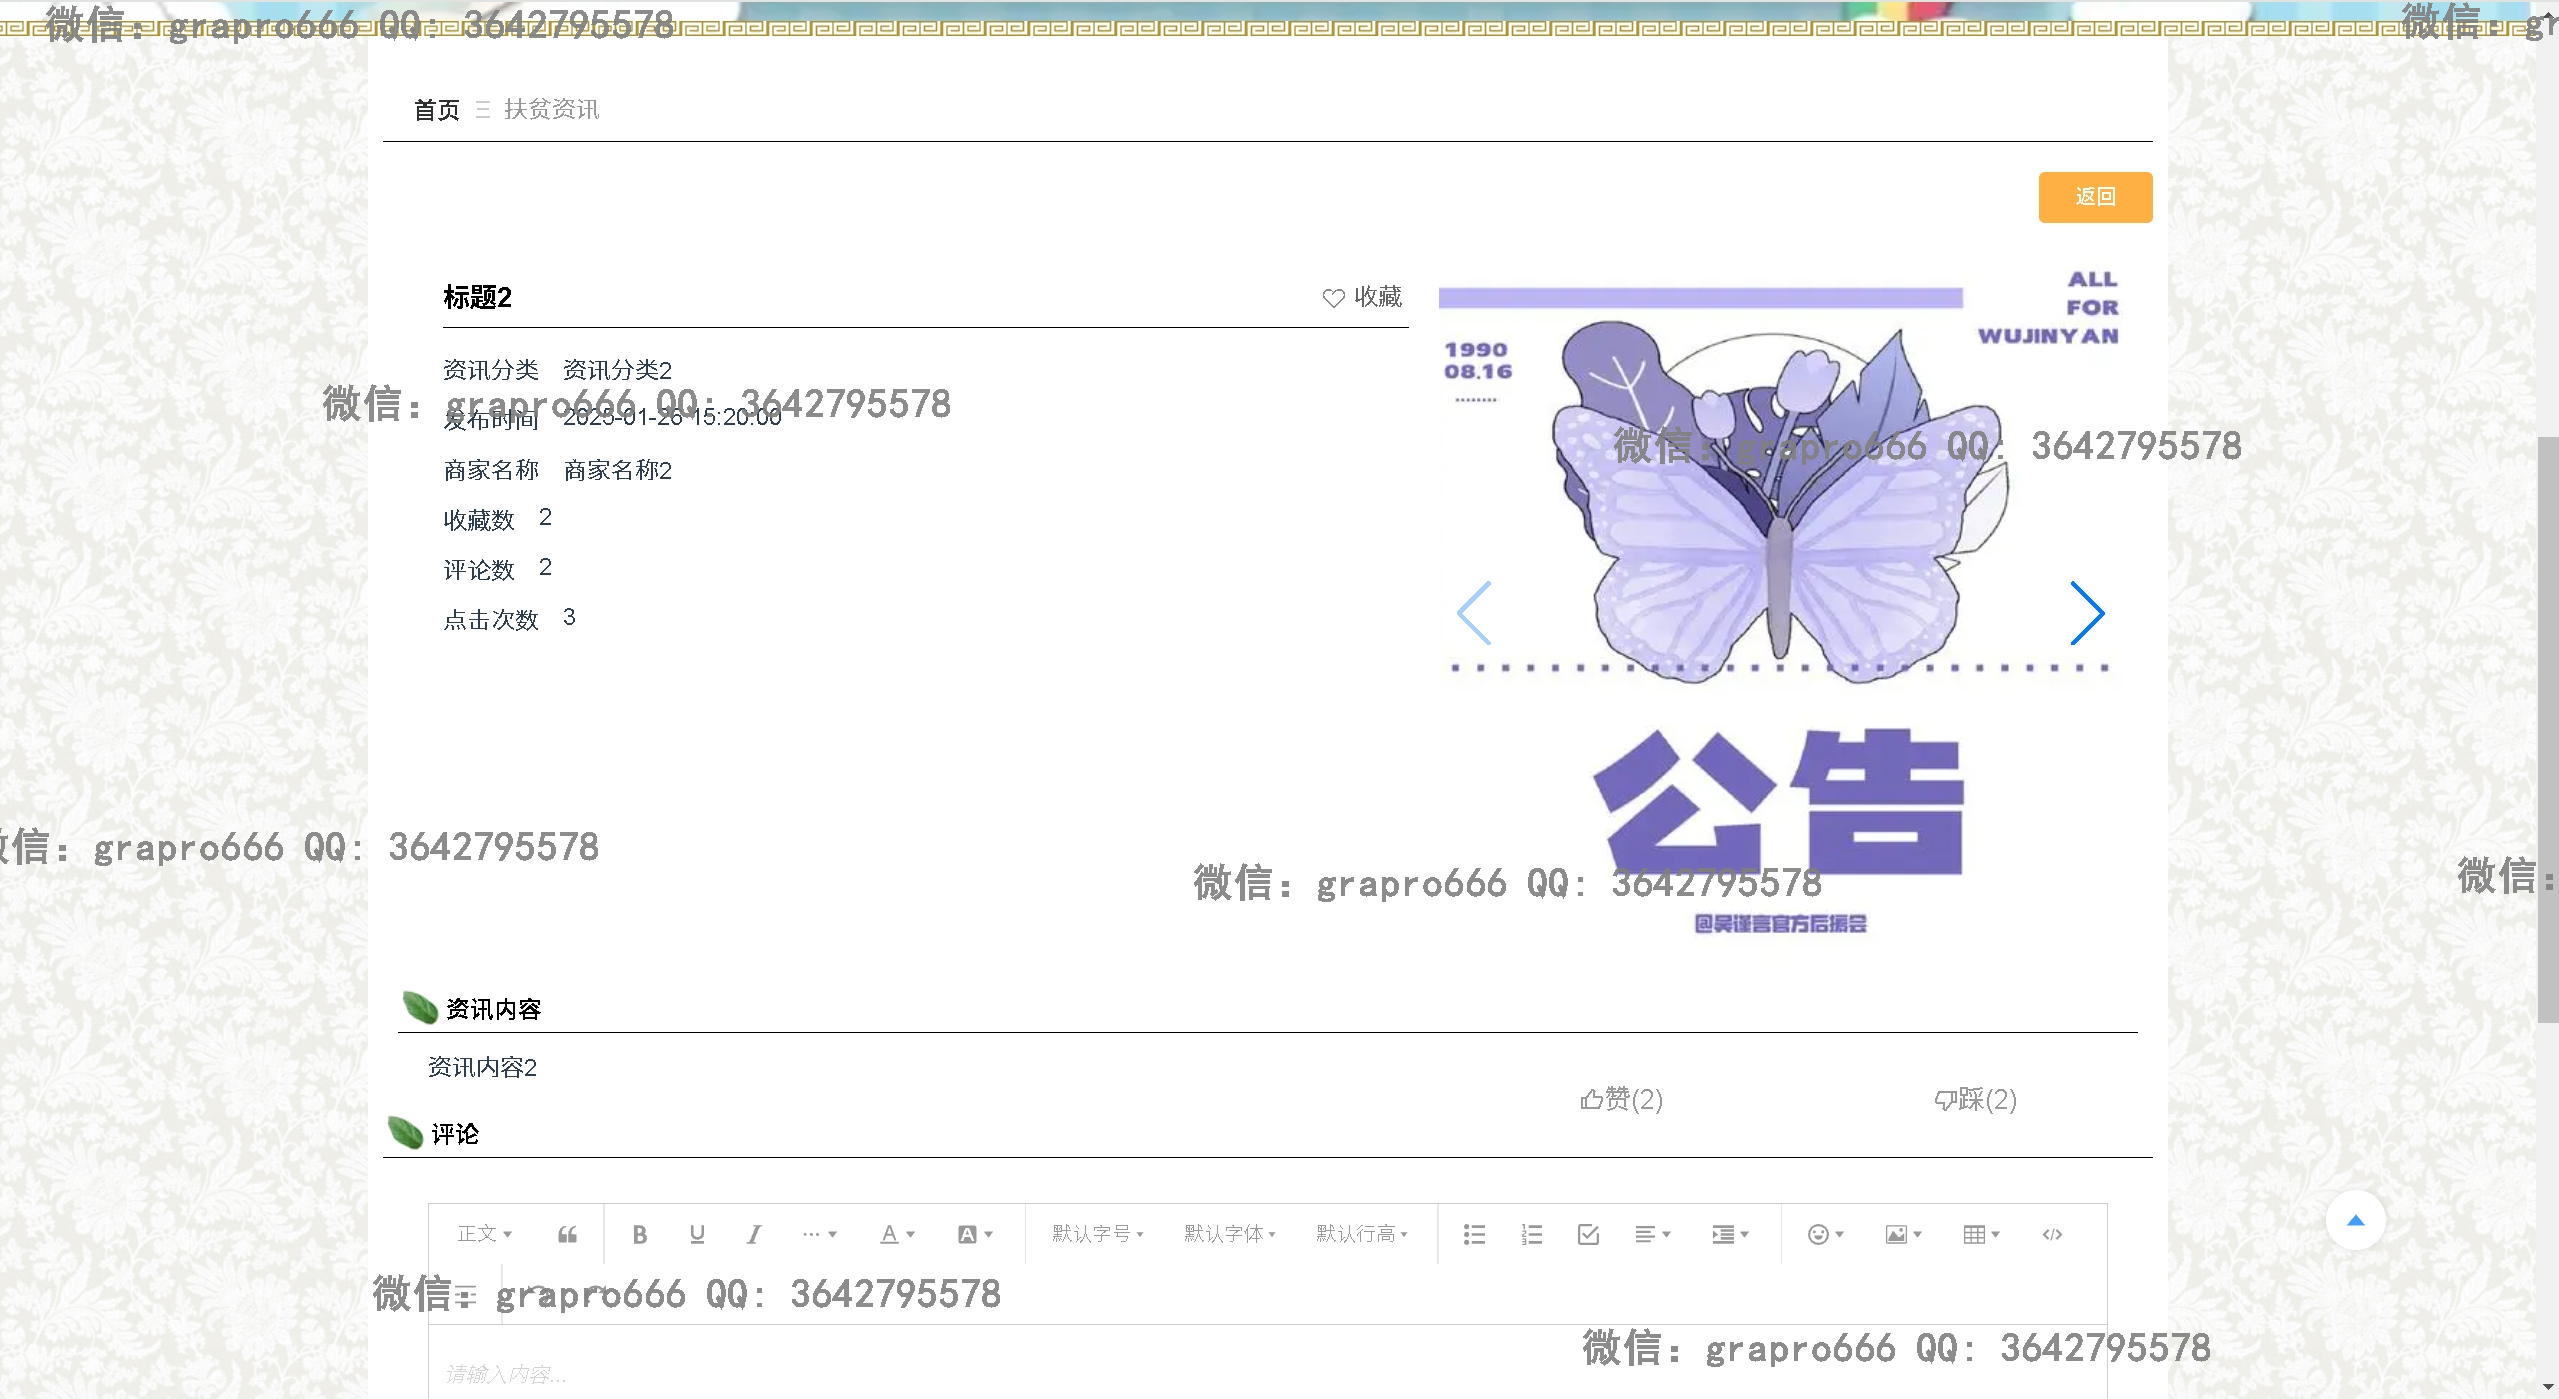 微信：grapro666 QQ：3642795578
微信：gr
首页 三 扶贫资讯
返回
标题2
收藏
资讯分类 资讯分类2
微信：grapro666 QQ：3642795578
发布时间 2025-01-26 15:20:00
商家名称 商家名称2
收藏数 2
评论数 2
点击次数 3
ALL
FOR
WUJINYAN
1990
08.16
微信：grapro666 QQ：3642795578
公告
微信：grapro666 QQ：3642795578
微信：grapro666 QQ：3642795578
微信：
@吴谨言官方后援会
资讯内容
资讯内容2
赞(2) 踩(2)
评论
正文 B U I A A 默认字号 默认字体 默认行高
微信：grapro666 QQ：3642795578
微信：grapro666 QQ：3642795578
请输入内容...